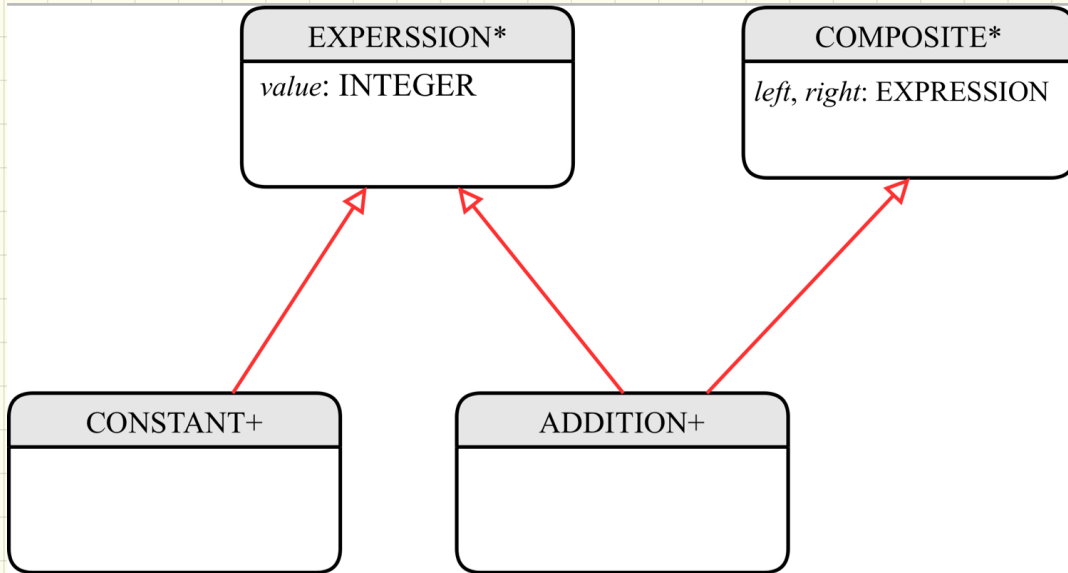 EXPERSSION*
value: INTEGER
COMPOSITE*
left, right: EXPRESSION
CONSTANT+
ADDITION+